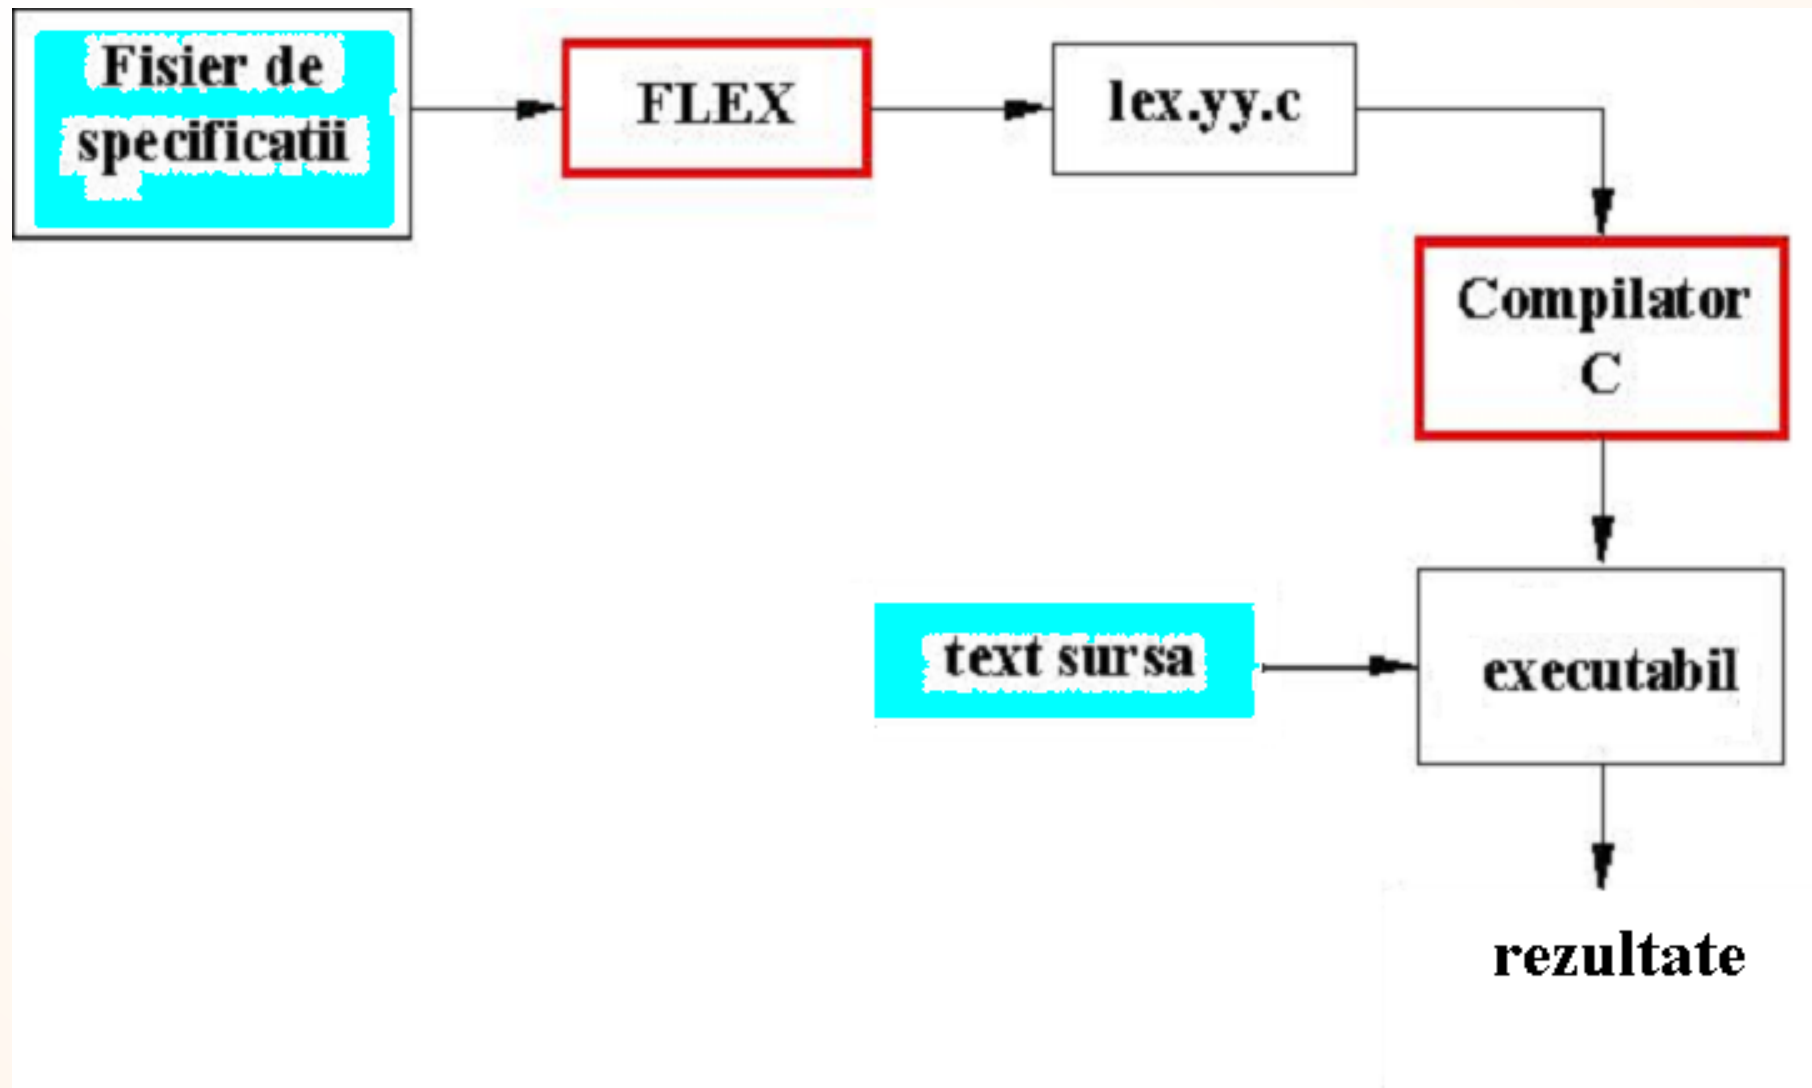 Fisier de
specificatii
FLEX
lex.yy.c
Compilator
C
text sursa
executabil
rezultate